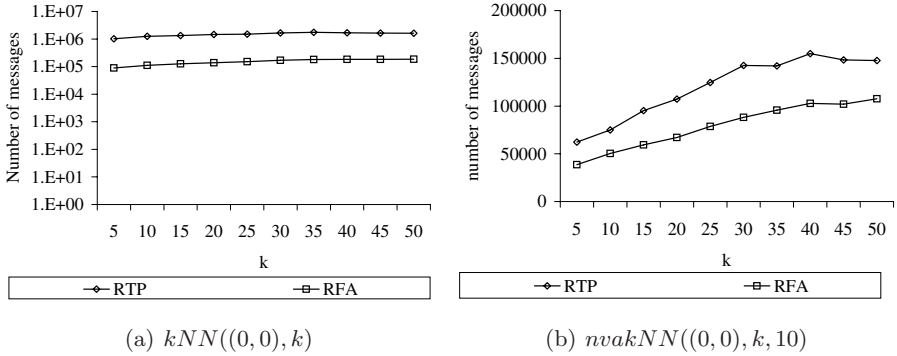 Number of messages
1.E+07
1.E+06
1.E+05
1.E+04
1.E+03
1.E+02
1.E+01
1.E+00
5 10 15 20 25 30 35 40 45 50
k
RTP RFA
(a) kNN((0, 0), k)
number of messages
200000
150000
100000
50000
0
5 10 15 20 25 30 35 40 45 50
k
RTP RFA
(b) nvakNN((0, 0), k, 10)